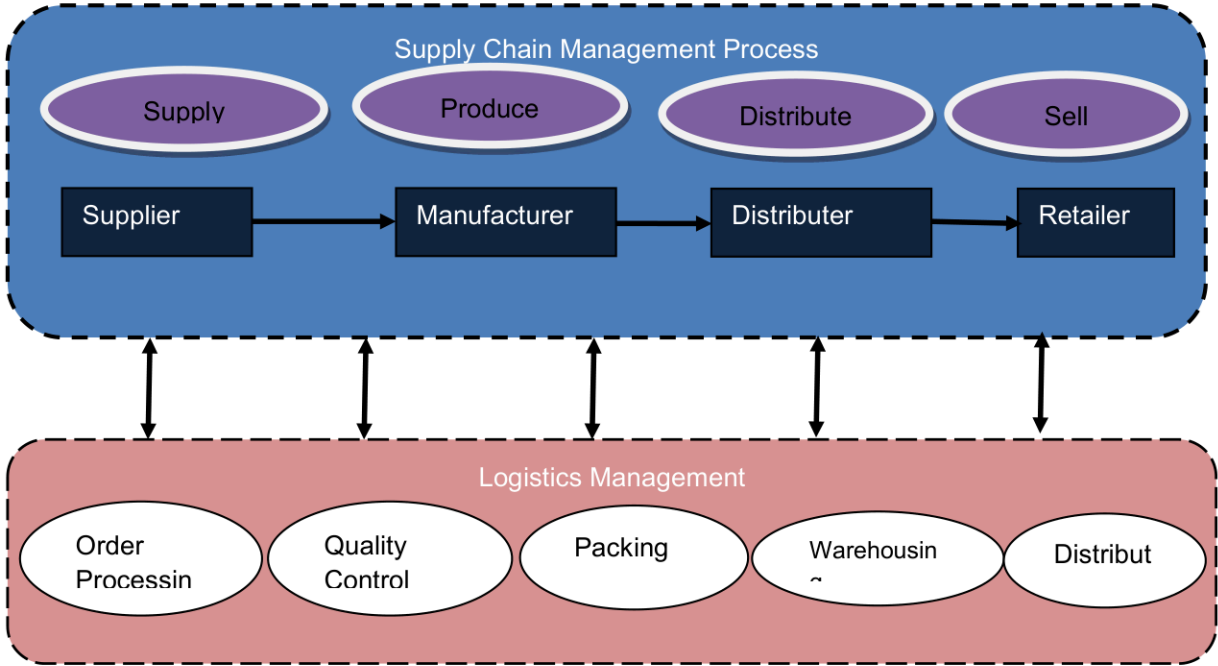 Supply Chain Management Process
Supply
Produce
Distribute
Sell
Supplier
Manufacturer
Distributer
Retailer
Logistics Management
Order
Processin
Quality
Control
Packing
Warehousin
g
Distribut